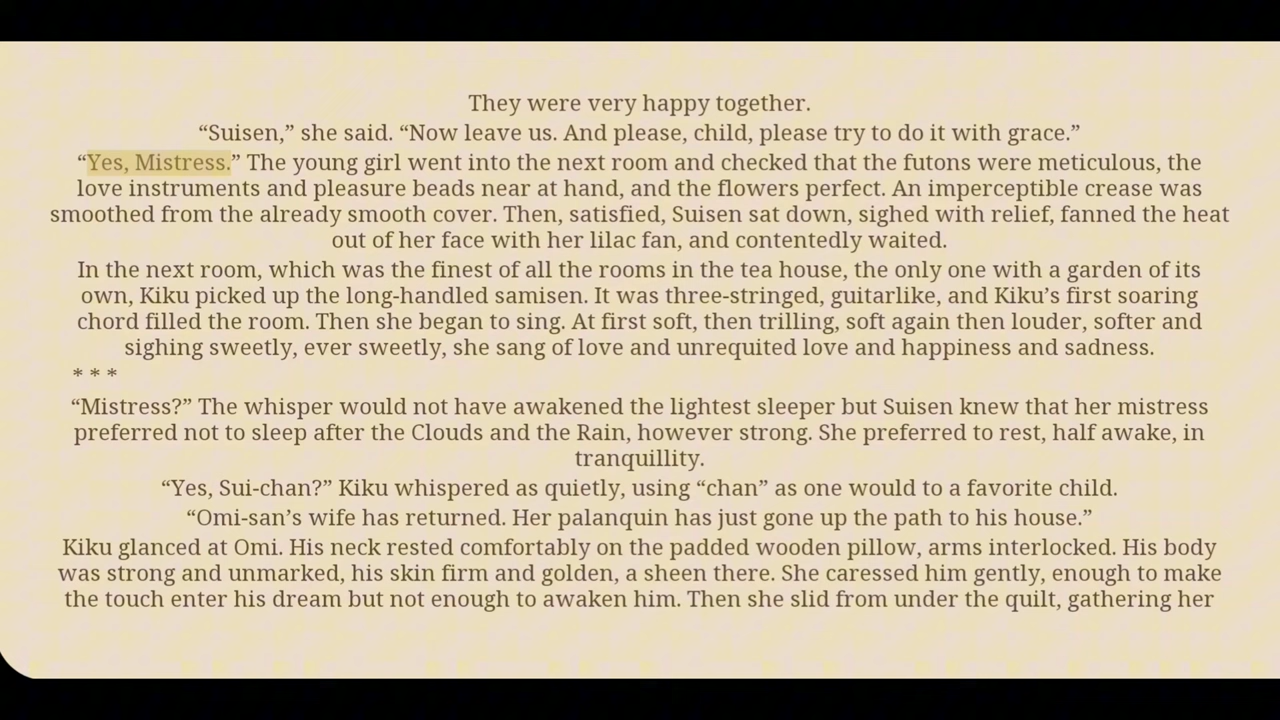 They were very happy together.
“Suisen,” she said. “Now leave us. And please, child, please try to do it with grace.”
“Yes, Mistress.” The young girl went into the next room and checked that the futons were meticulous, the
love instruments and pleasure beads near at hand, and the flowers perfect. An imperceptible crease was
smoothed from the already smooth cover. Then, satisfied, Suisen sat down, sighed with relief, fanned the heat
out of her face with her lilac fan, and contentedly waited.
In the next room, which was the finest of all the rooms in the tea house, the only one with a garden of its
own, Kiku picked up the long-handled samisen. It was three-stringed, guitarlike, and Kiku’s first soaring
chord filled the room. Then she began to sing. At first soft, then trilling, soft again then louder, softer and
sighing sweetly, ever sweetly, she sang of love and unrequited love and happiness and sadness.
* * *
“Mistress?” The whisper would not have awakened the lightest sleeper but Suisen knew that her mistress
preferred not to sleep after the Clouds and the Rain, however strong. She preferred to rest, half awake, in
tranquillity.
“Yes, Sui-chan?” Kiku whispered as quietly, using “chan” as one would to a favorite child.
“Omi-san’s wife has returned. Her palanquin has just gone up the path to his house.”
Kiku glanced at Omi. His neck rested comfortably on the padded wooden pillow, arms interlocked. His body
was strong and unmarked, his skin firm and golden, a sheen there. She caressed him gently, enough to make
the touch enter his dream but not enough to awaken him. Then she slid from under the quilt, gathering her